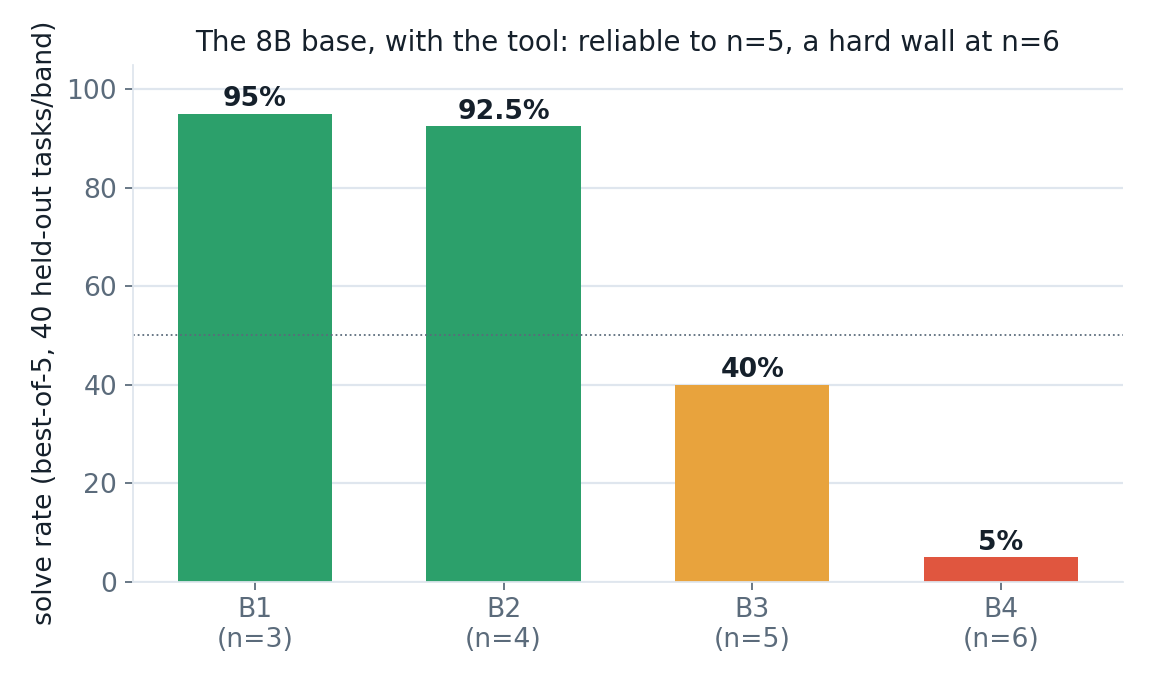 The 8B base, with the tool: reliable to n=5, a hard wall at n=6
solve rate (best-of-5, 40 held-out tasks/band)
100
80
60
40
20
0
95%
92.5%
40%
5%
B1
(n=3)
B2
(n=4)
B3
(n=5)
B4
(n=6)